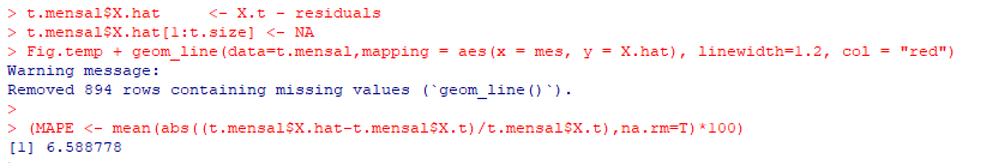 > t.mensal$X.hat     <- X.t - residuals
> t.mensal$X.hat[1:t.size] <- NA
> Fig.temp + geom_line(data=t.mensal,mapping = aes(x = mes, y = X.hat), linewidth=1.2, col = "red")
Warning message:
Removed 894 rows containing missing values (`geom_line()`).
>
> (MAPE <- mean(abs((t.mensal$X.hat-t.mensal$X.t)/t.mensal$X.t),na.rm=T)*100)
[1] 6.588778